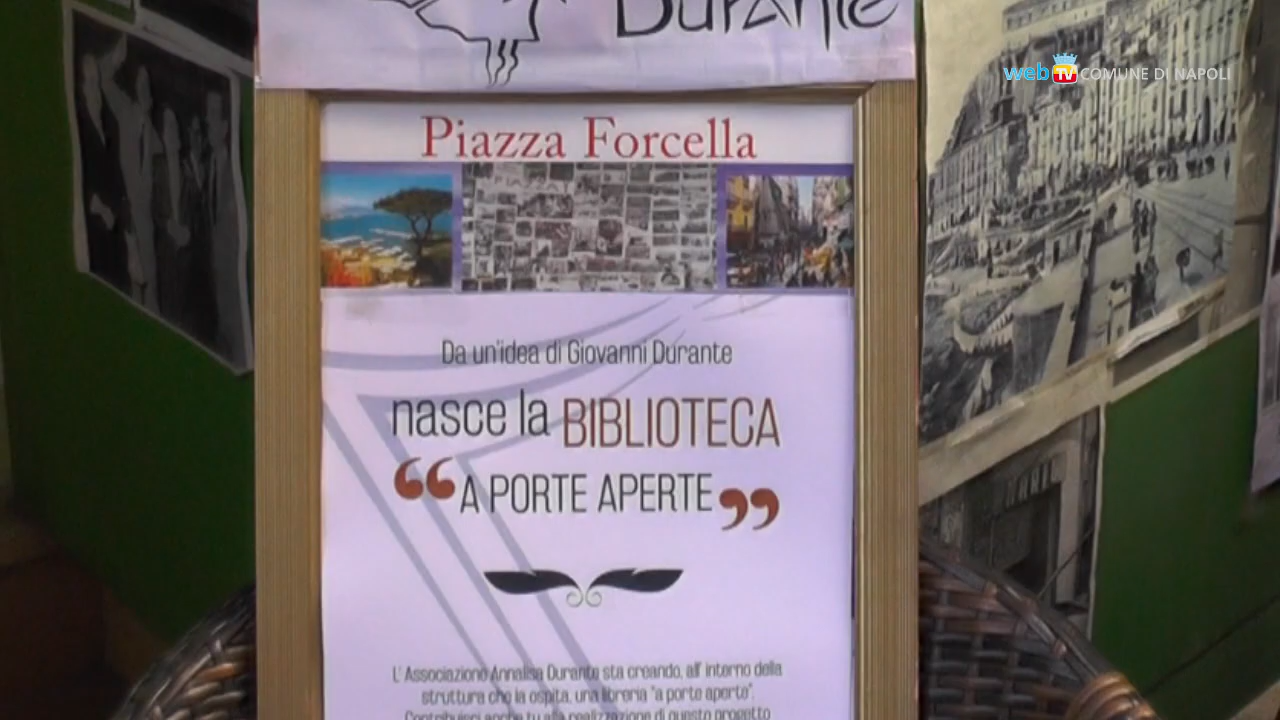 Durante
web TV COMUNE DI NAPOLI
Piazza Forcella
Da un'idea di Giovanni Durante
nasce la BIBLIOTECA
“A PORTE APERTE”
L' Associazione Annalisa Durante sta creando, all' interno della
struttura che la ospita, una libreria "a porte aperte".
Contribuisci anche tu alla realizzazione di questo progetto